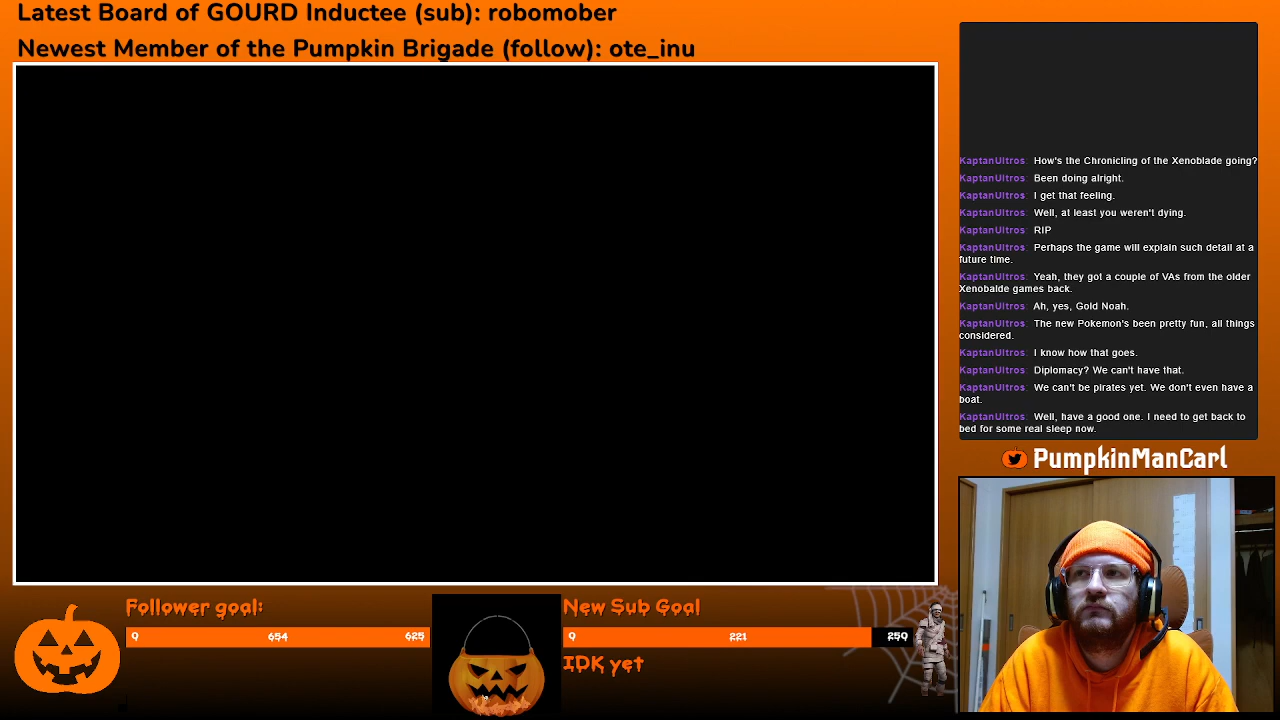 Latest Board of GOURD Inductee (sub): robomober
Newest Member of the Pumpkin Brigade (follow): ote_inu
KaptanUltros: How's the Chronicling of the Xenoblade going?
KaptanUltros: Been doing alright.
KaptanUltros: I get that feeling.
KaptanUltros: Well, at least you weren't dying.
KaptanUltros: RIP
KaptanUltros: Perhaps the game will explain such detail at a
future time.
KaptanUltros: Yeah, they got a couple of VAs from the older
Xenobalde games back.
KaptanUltros: Ah, yes, Gold Noah.
KaptanUltros: The new Pokemon's been pretty fun, all things
considered.
KaptanUltros: I know how that goes.
KaptanUltros: Diplomacy? We can't have that.
KaptanUltros: We can't be pirates yet. We don't even have a
boat.
KaptanUltros: Well, have a good one. I need to get back to
bed for some real sleep now.
PumpkinManCarl
Follower goal:
0 654 625
New Sub Goal
0 221 250
IDK yet